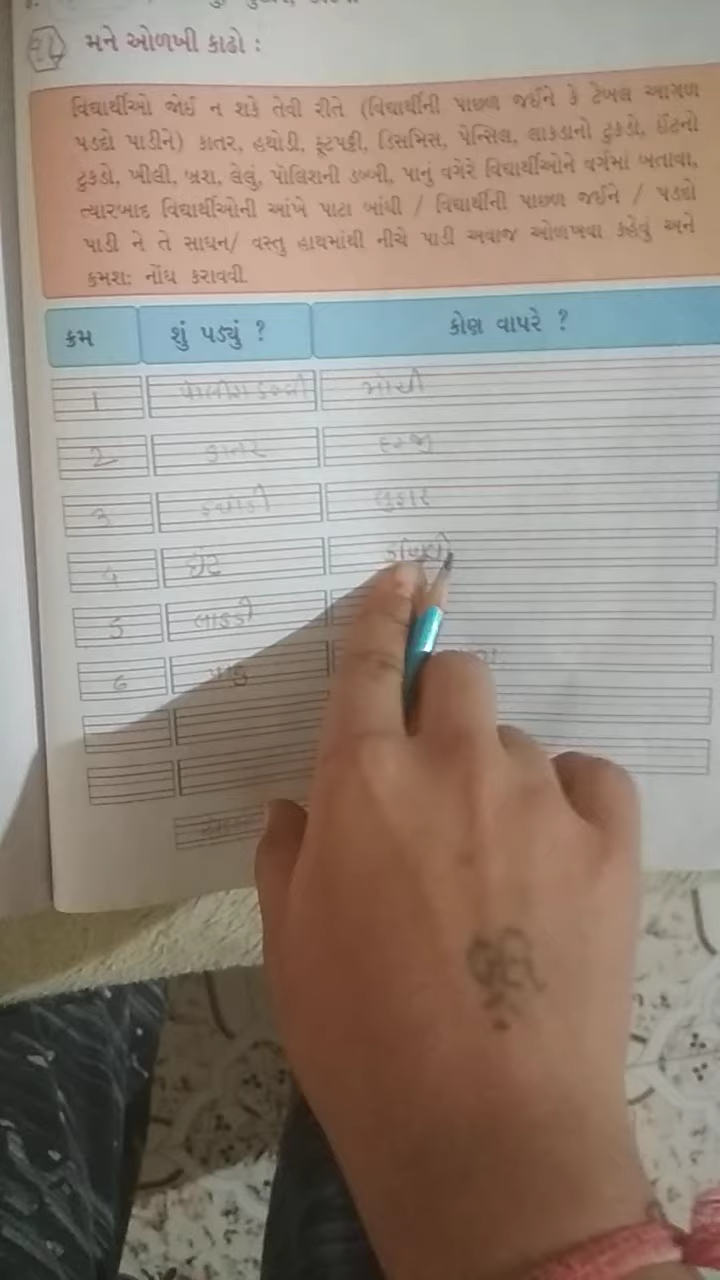 મને ઓળખી કાઢો :
વિદ્યાર્થીઓ જોઈ ન શકે તેવી રીતે (વિદ્યાર્થીની પાછળ જઈને કે ટેબલ આગળ
પડદો પાડીને) કાતર, હથોડી, ફૂટપટ્ટી, ડિસમિસ, પેન્સિલ, લાકડાનો ટુકડો, ઈંટનો
ટુકડો, ખીલી, બ્રશ, લેલું, પૉલિશની ડબ્બી, પાનું વગેરે વિદ્યાર્થીઓને વર્ગમાં બતાવવા,
ત્યારબાદ વિદ્યાર્થીઓની આંખે પાટા બાંધી / વિદ્યાર્થીની પાછળ જઈને / પડદો
પાડી ને તે સાધન/ વસ્તુ હાથમાંથી નીચે પાડી અવાજ ઓળખવા કહેવું અને
ક્રમશઃ નોંધ કરાવવી.
ક્રમ શું પડ્યું ? કોણ વાપરે ?
1 પોલીસ ડબ્બી મોચી
2 કાતર દરજી
3 હથોડી લુહાર
4 ઈંટ કડિયો
5 લાકડી
6